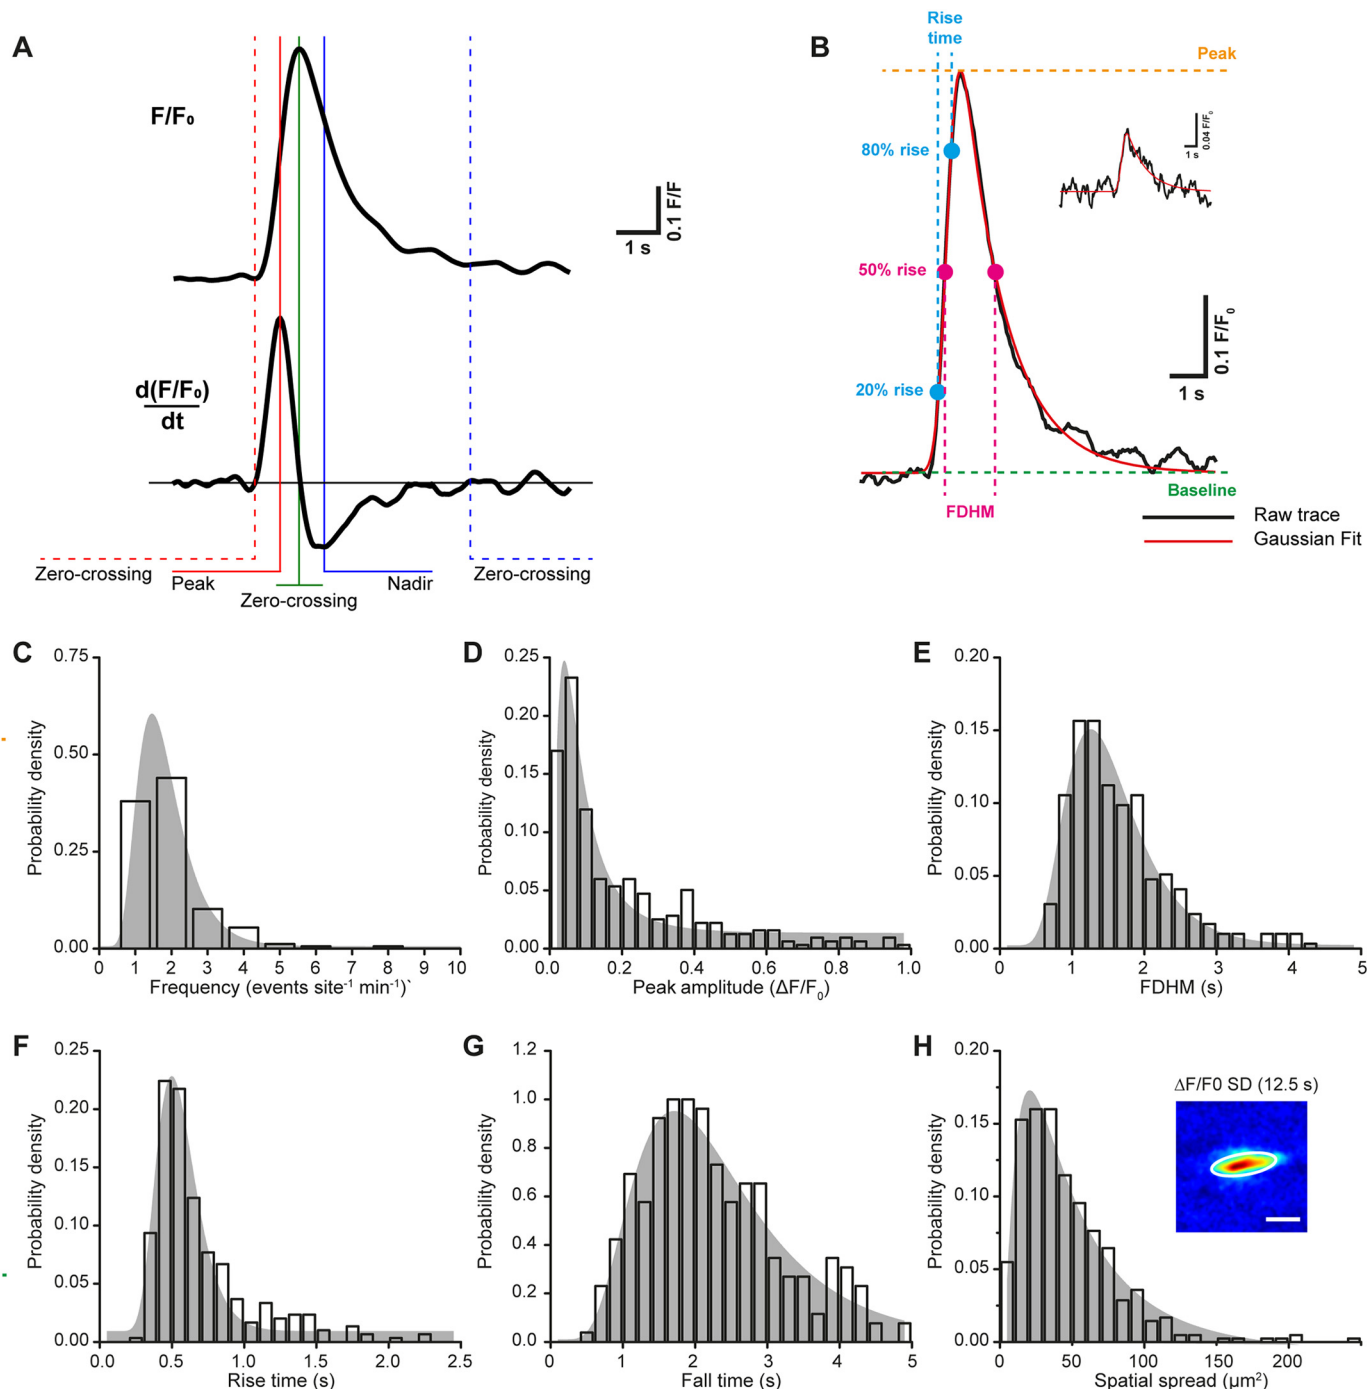 A
F/F₀
0.1 F/F
1 s
d(F/F₀)
dt
Zero-crossing
Peak
Zero-crossing
Nadir
Zero-crossing
B
Rise
time
Peak
80% rise
0.04 F/F₀
1 s
50% rise
0.1 F/F₀
1 s
20% rise
Baseline
FDHM
Raw trace
Gaussian Fit
C
Probability density
0.75
0.50
0.25
0.00
0 1 2 3 4 5 6 7 8 9 10
Frequency (events site⁻¹ min⁻¹)`
D
Probability density
0.25
0.20
0.15
0.10
0.05
0.00
0.0 0.2 0.4 0.6 0.8 1.0
Peak amplitude (ΔF/F₀)
E
Probability density
0.20
0.15
0.10
0.05
0.00
0 1 2 3 4 5
FDHM (s)
F
Probability density
0.25
0.20
0.15
0.10
0.05
0.00
0.0 0.5 1.0 1.5 2.0 2.5
Rise time (s)
G
Probability density
1.2
1.0
0.8
0.6
0.4
0.2
0.0
0 1 2 3 4 5
Fall time (s)
H
Probability density
0.20
0.15
0.10
0.05
0.00
0 50 100 150 200
Spatial spread (µm²)
ΔF/F0 SD (12.5 s)